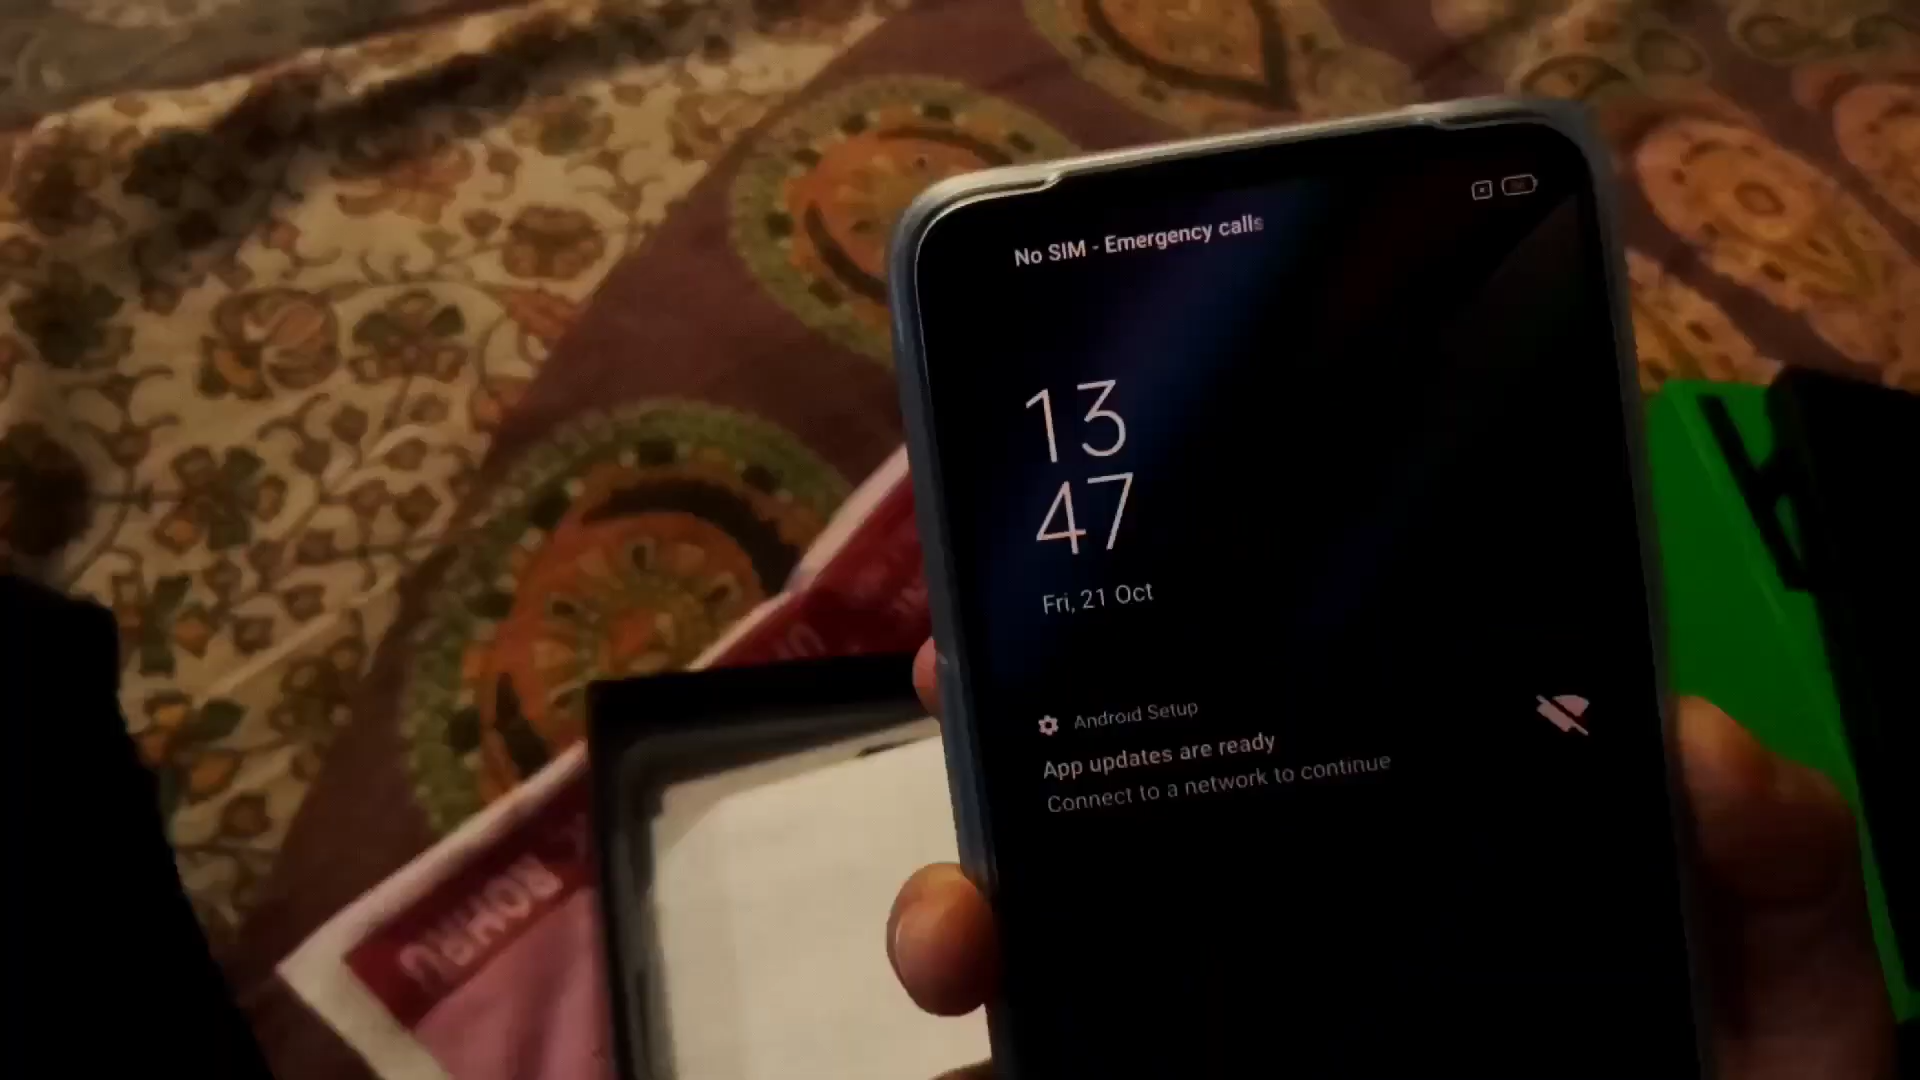 No SIM - Emergency calls
13
47
Fri, 21 Oct
Android Setup
App updates are ready
Connect to a network to continue